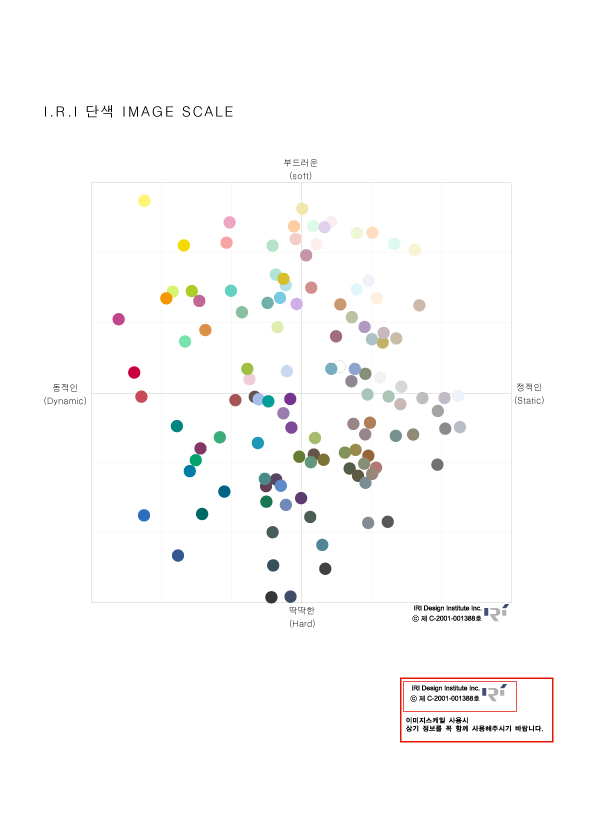 I.R.I 단색 IMAGE SCALE
부드러운
(soft)
동적인
(Dynamic)
정적인
(Static)
딱딱한
(Hard)
IRI Design Institute Inc.
ⓒ 제 C-2001-001388호
IRI
IRI Design Institute Inc.
ⓒ 제 C-2001-001388호
IRI
이미지스케일 사용시
상기 정보를 꼭 함께 사용해주시기 바랍니다.